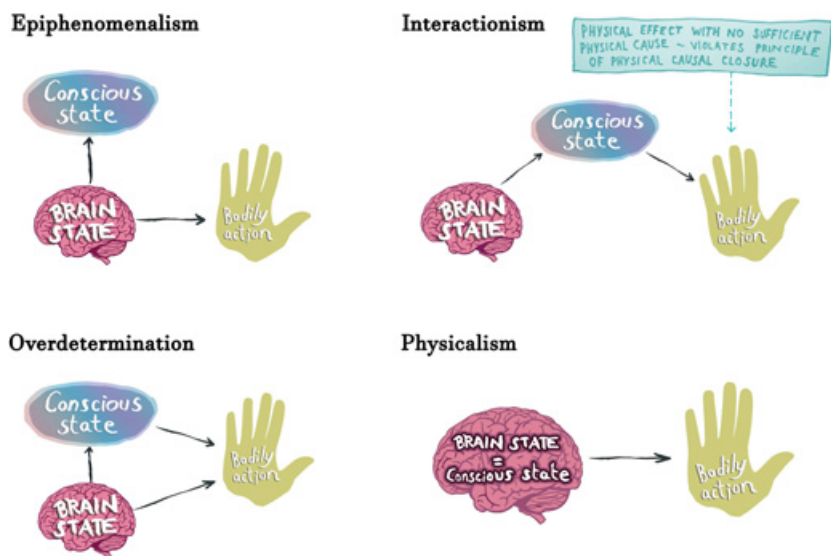 Epiphenomenalism
Conscious
state
BRAIN
STATE
Bodily
action
Interactionism
PHYSICAL EFFECT WITH NO SUFFICIENT
PHYSICAL CAUSE – VIOLATES PRINCIPLE
OF PHYSICAL CAUSAL CLOSURE
Conscious
state
BRAIN
STATE
Bodily
action
Overdetermination
Conscious
state
BRAIN
STATE
Bodily
action
Physicalism
BRAIN STATE
=
Conscious state
Bodily
action